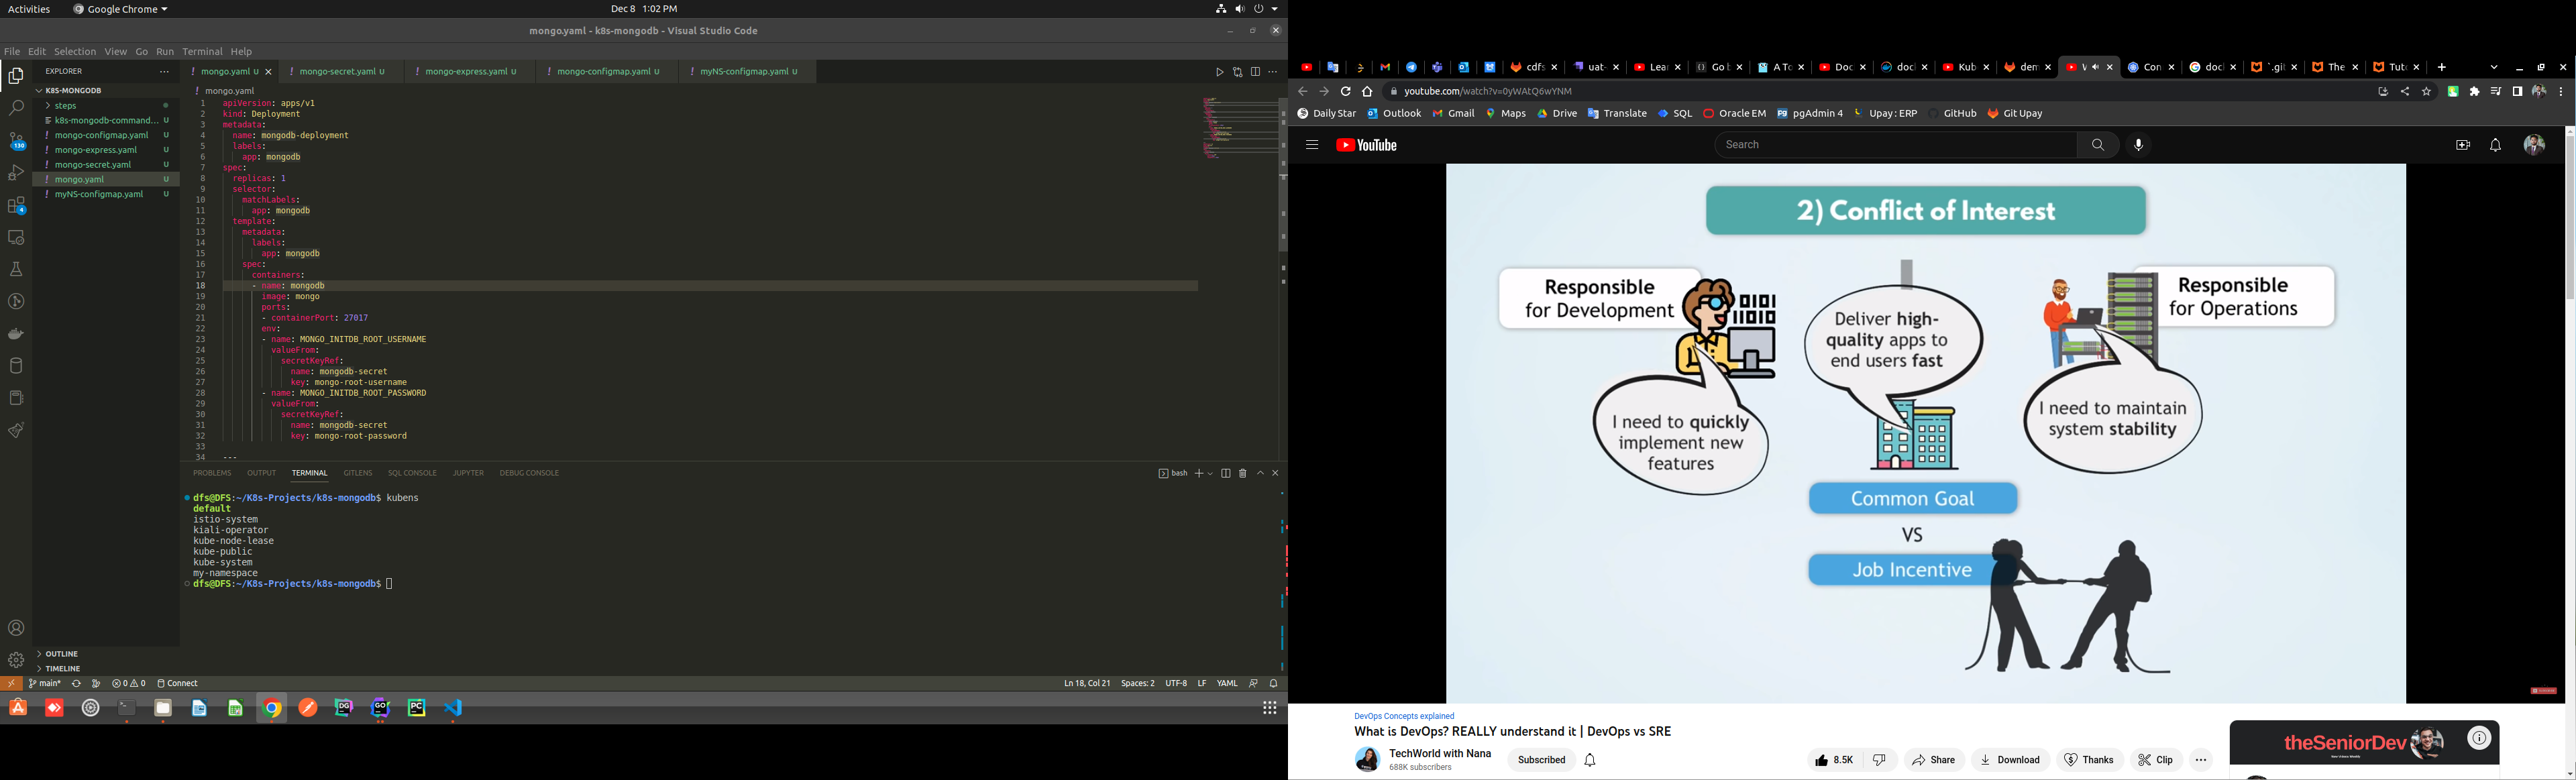 Activities
Google Chrome
Dec 8 1:02 PM
mongo.yaml - k8s-mongodb - Visual Studio Code
File Edit Selection View Go Run Terminal Help
EXPLORER
K8S-MONGODB
steps
k8s-mongodb-command... U
mongo-configmap.yaml U
mongo-express.yaml U
mongo-secret.yaml U
mongo.yaml U
myNS-configmap.yaml U
OUTLINE
TIMELINE
130
4
mongo.yaml U
mongo-secret.yaml U
mongo-express.yaml U
mongo-configmap.yaml U
myNS-configmap.yaml U
mongo.yaml
1 apiVersion: apps/v1
2 kind: Deployment
3 metadata:
4 name: mongodb-deployment
5 labels:
6 app: mongodb
7 spec:
8 replicas: 1
9 selector:
10 matchLabels:
11 app: mongodb
12 template:
13 metadata:
14 labels:
15 app: mongodb
16 spec:
17 containers:
18 - name: mongodb
19 image: mongo
20 ports:
21 - containerPort: 27017
22 env:
23 - name: MONGO_INITDB_ROOT_USERNAME
24 valueFrom:
25 secretKeyRef:
26 name: mongodb-secret
27 key: mongo-root-username
28 - name: MONGO_INITDB_ROOT_PASSWORD
29 valueFrom:
30 secretKeyRef:
31 name: mongodb-secret
32 key: mongo-root-password
33
34 ---
PROBLEMS OUTPUT TERMINAL GITLENS SQL CONSOLE JUPYTER DEBUG CONSOLE
bash
dfs@DFS:~/K8s-Projects/k8s-mongodb$ kubens
default
istio-system
kiali-operator
kube-node-lease
kube-public
kube-system
my-namespace
dfs@DFS:~/K8s-Projects/k8s-mongodb$
main* 0 0 Connect
Ln 18, Col 21 Spaces: 2 UTF-8 LF YAML
DG GO PC
cdfs uat- Lear Go b A To Doc doc Kub dem Con doc `.git The Tuto
youtube.com/watch?v=0yWAtQ6wYNM
Daily Star Outlook Gmail Maps Drive Translate SQL Oracle EM pgAdmin 4 Upay : ERP GitHub Git Upay
YouTube
Search
2) Conflict of Interest
Responsible
for Development
Deliver high-
quality apps to
end users fast
Responsible
for Operations
I need to quickly
implement new
features
I need to maintain
system stability
Common Goal
VS
Job Incentive
DevOps Concepts explained
What is DevOps? REALLY understand it | DevOps vs SRE
TechWorld with Nana
688K subscribers
Subscribed
8.5K
Share
Download
Thanks
Clip
theSeniorDev